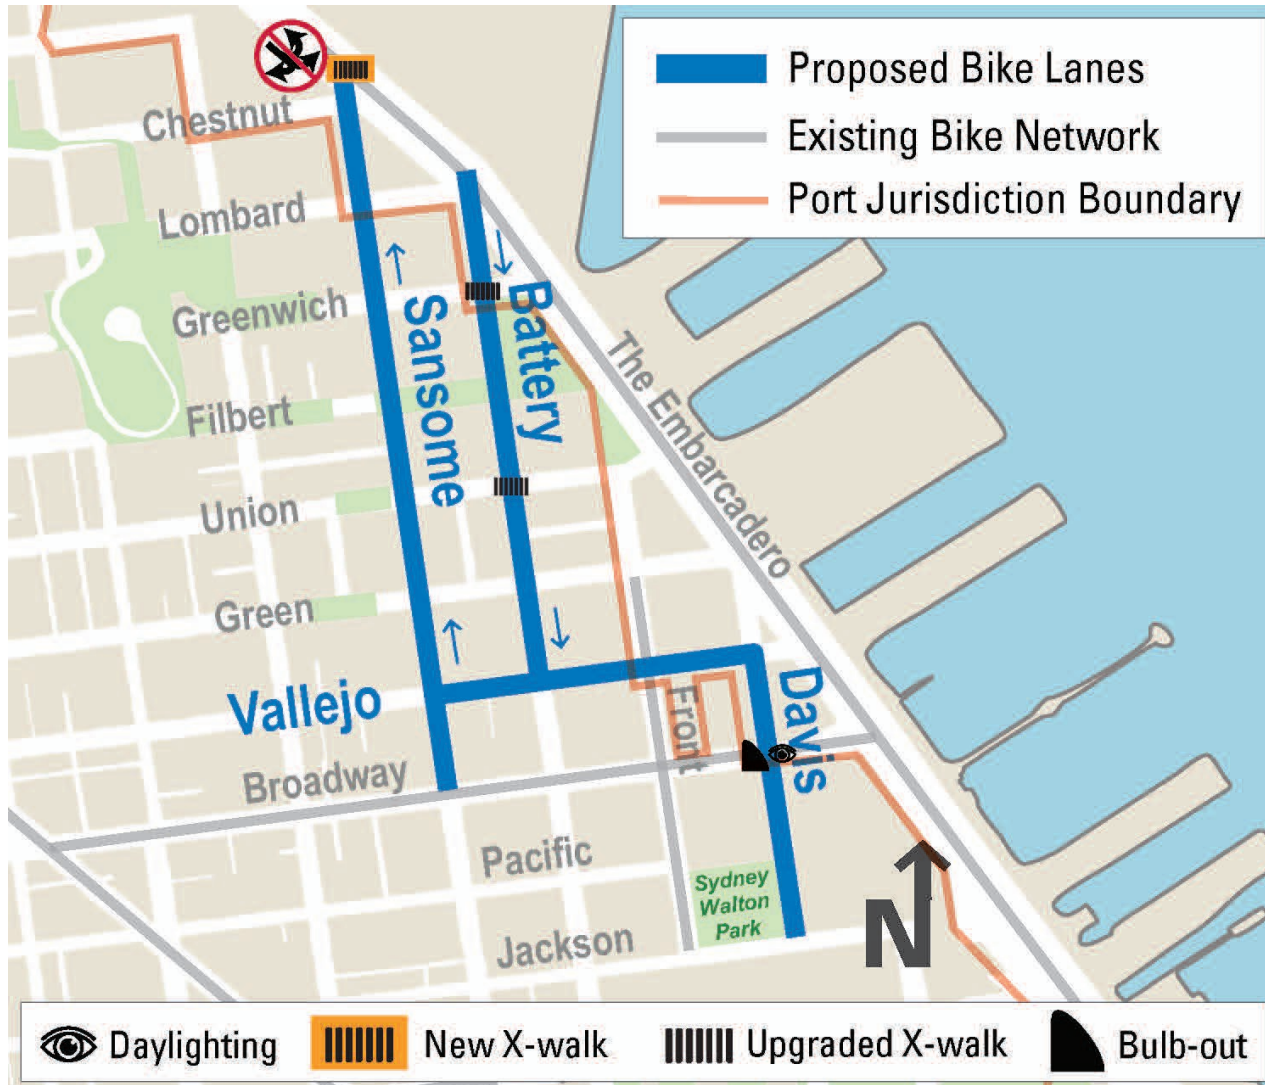 Proposed Bike Lanes
Existing Bike Network
Port Jurisdiction Boundary
Chestnut
Lombard
Greenwich
Filbert
Union
Green
Vallejo
Broadway
Pacific
Jackson
Sansome
Battery
The Embarcadero
Front
Davis
Sydney
Walton
Park
N
Daylighting
New X-walk
Upgraded X-walk
Bulb-out